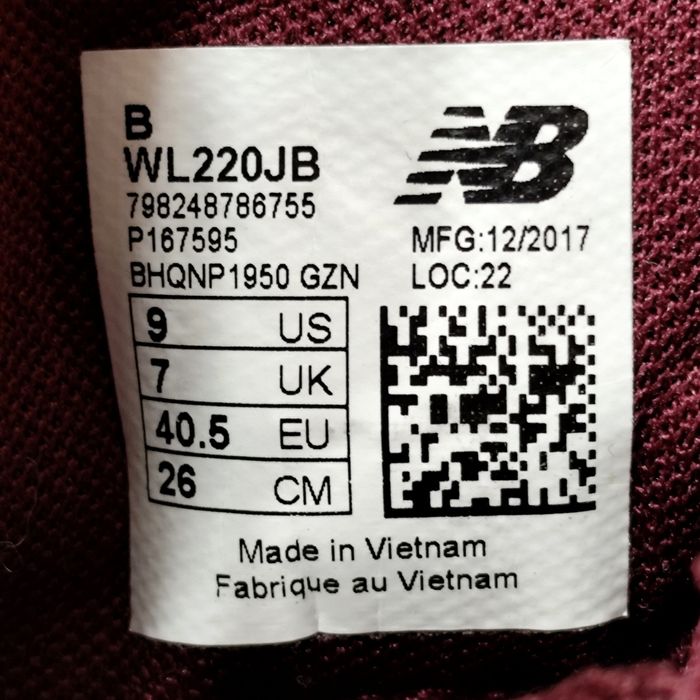 B
WL220JB
798248786755
P167595
BHQNP1950 GZN
NB
MFG:12/2017
LOC:22
9 US
7 UK
40.5 EU
26 CM
Made in Vietnam
Fabrique au Vietnam